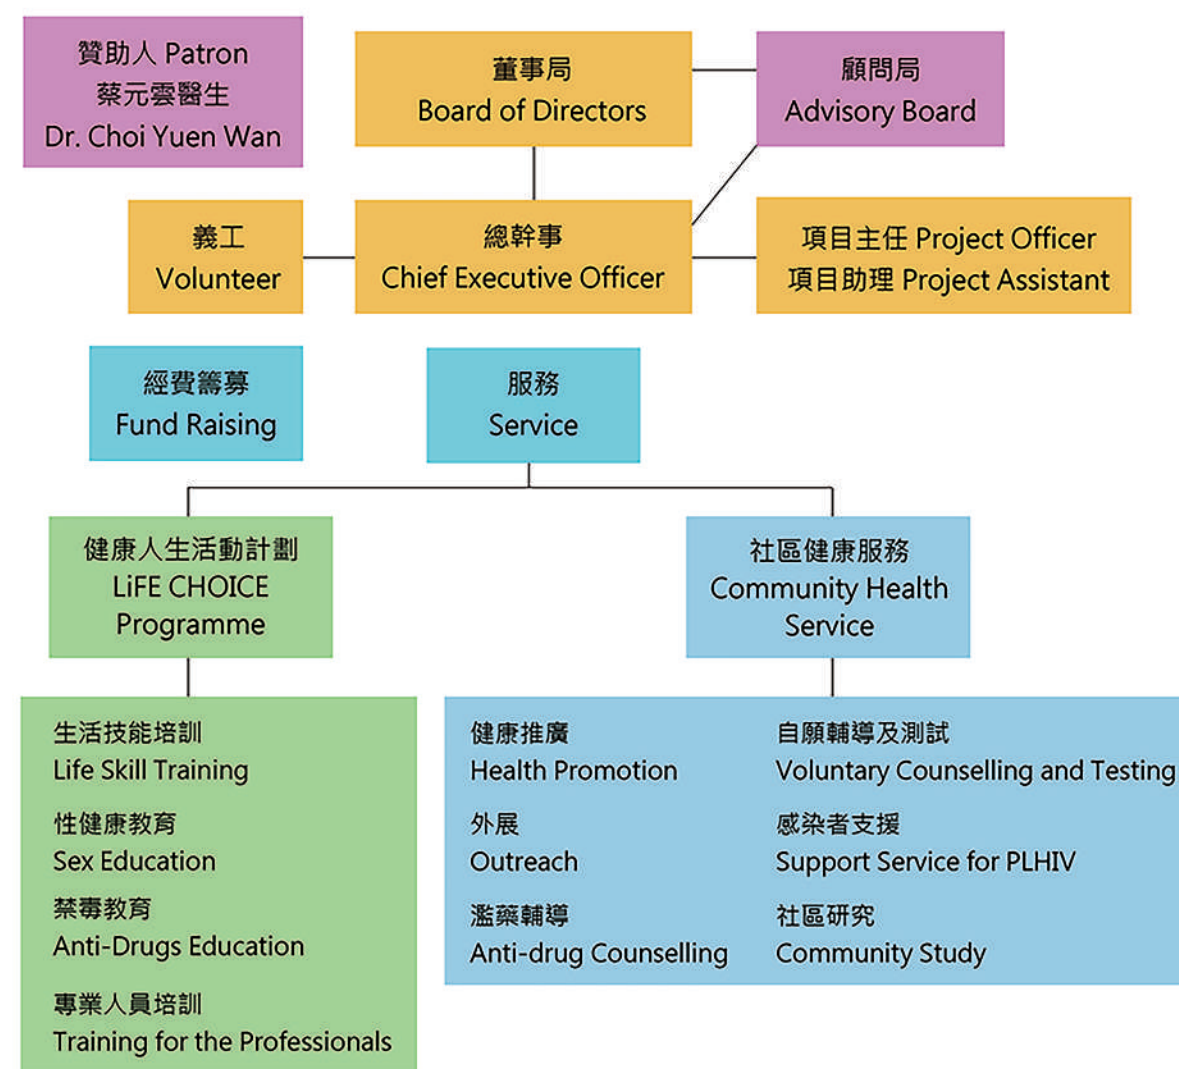 贊助人 Patron
蔡元雲醫生
Dr. Choi Yuen Wan
董事局
Board of Directors
顧問局
Advisory Board
義工
Volunteer
總幹事
Chief Executive Officer
項目主任 Project Officer
項目助理 Project Assistant
經費籌募
Fund Raising
服務
Service
健康人生活動計劃
LiFE CHOICE
Programme
社區健康服務
Community Health
Service
生活技能培訓
Life Skill Training
性健康教育
Sex Education
禁毒教育
Anti-Drugs Education
專業人員培訓
Training for the Professionals
健康推廣
Health Promotion
外展
Outreach
濫藥輔導
Anti-drug Counselling
自願輔導及測試
Voluntary Counselling and Testing
感染者支援
Support Service for PLHIV
社區研究
Community Study